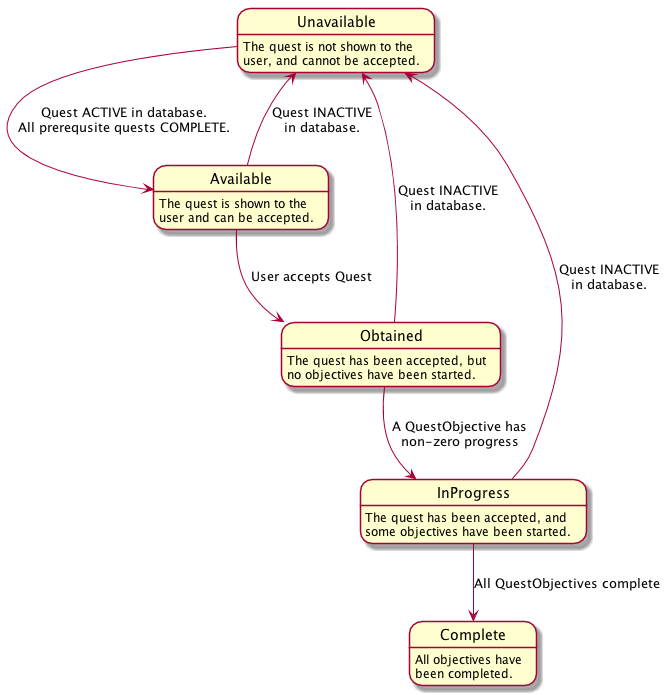 Unavailable
The quest is not shown to the
user, and cannot be accepted.
Quest ACTIVE in database.
All prerequsite quests COMPLETE.
Quest INACTIVE
in database.
Available
The quest is shown to the
user and can be accepted.
Quest INACTIVE
in database.
User accepts Quest
Quest INACTIVE
in database.
Obtained
The quest has been accepted, but
no objectives have been started.
A QuestObjective has
non-zero progress
InProgress
The quest has been accepted, and
some objectives have been started.
All QuestObjectives complete
Complete
All objectives have
been completed.